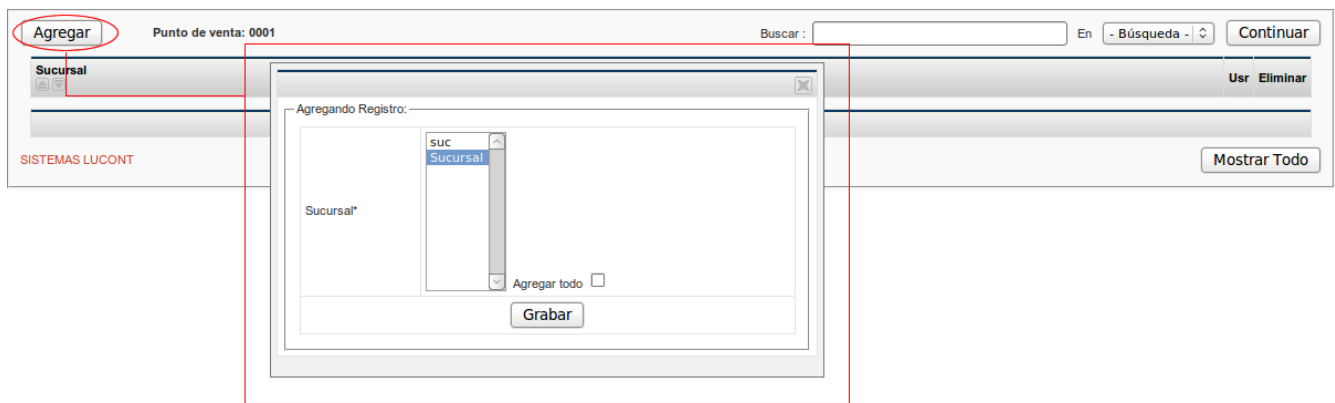 Agregar Punto de venta: 0001 Buscar : En - Búsqueda - Continuar
Sucursal Usr Eliminar
Agregando Registro:
suc
Sucursal
Sucursal*
Agregar todo
Grabar
SISTEMAS LUCONT Mostrar Todo